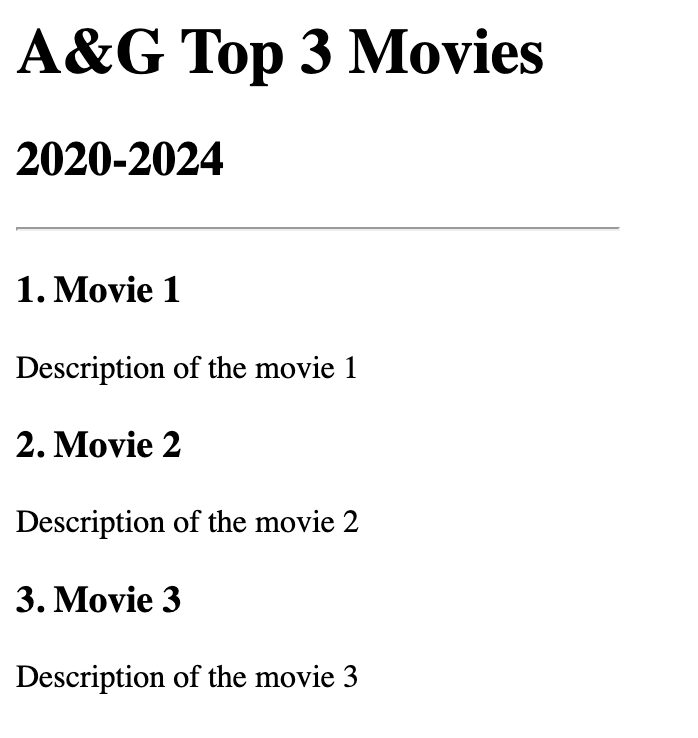 A&G Top 3 Movies
2020-2024
1. Movie 1
Description of the movie 1
2. Movie 2
Description of the movie 2
3. Movie 3
Description of the movie 3